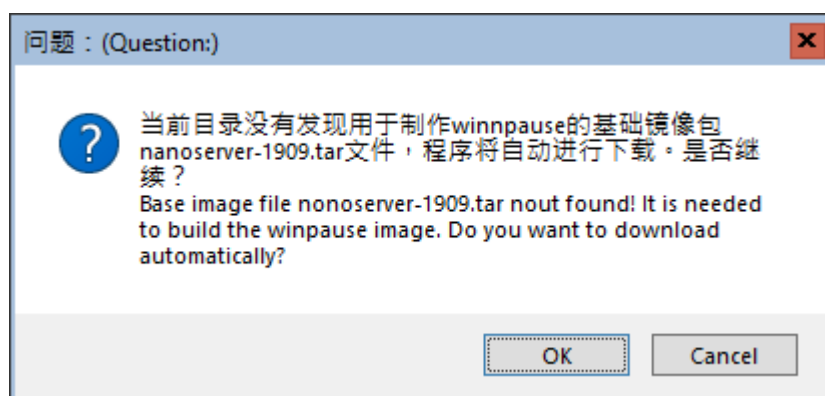 问题：(Question:)
当前目录没有发现用于制作winnpause的基础镜像包
nanoserver-1909.tar文件，程序将自动进行下载。是否继
续？
Base image file nonoserver-1909.tar nout found! It is needed
to build the winpause image. Do you want to download
automatically?
OK
Cancel